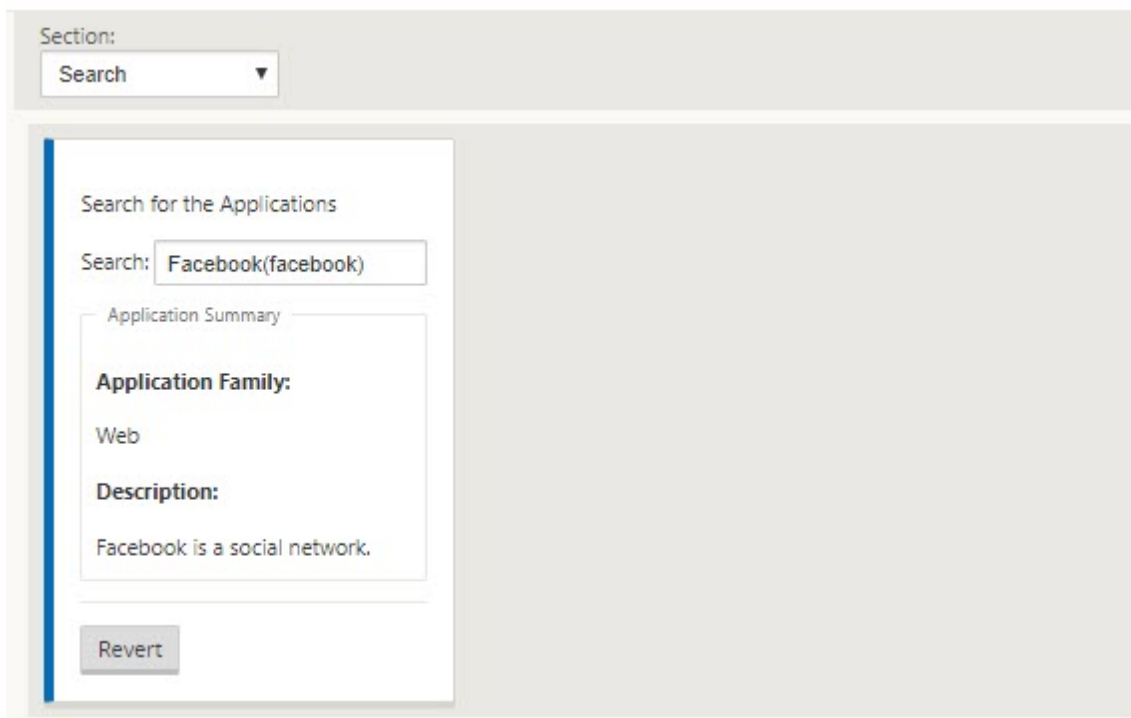 Section:
Search
Search for the Applications
Search: Facebook(facebook)
Application Summary
Application Family:
Web
Description:
Facebook is a social network.
Revert